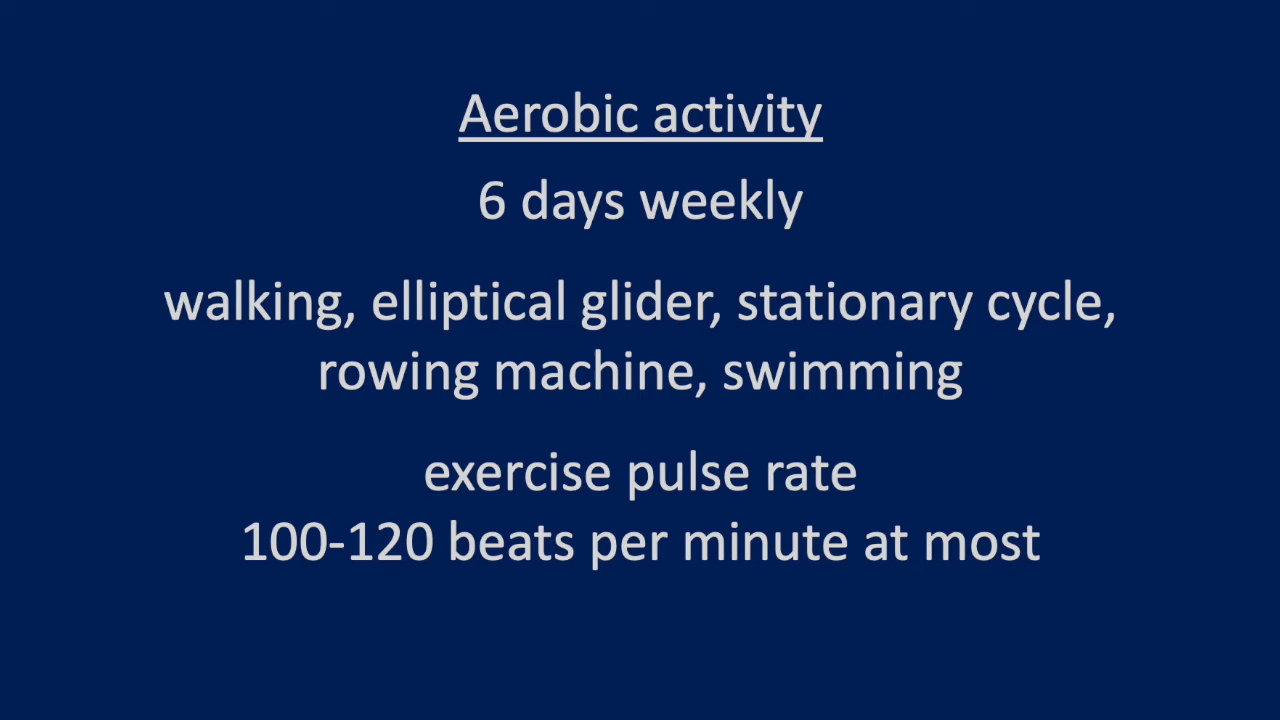 Aerobic activity
6 days weekly
walking, elliptical glider, stationary cycle,
rowing machine, swimming
exercise pulse rate
100-120 beats per minute at most